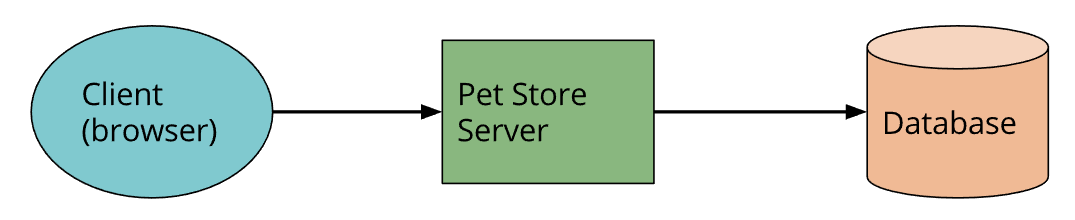 Client
(browser)
Pet Store
Server
Database